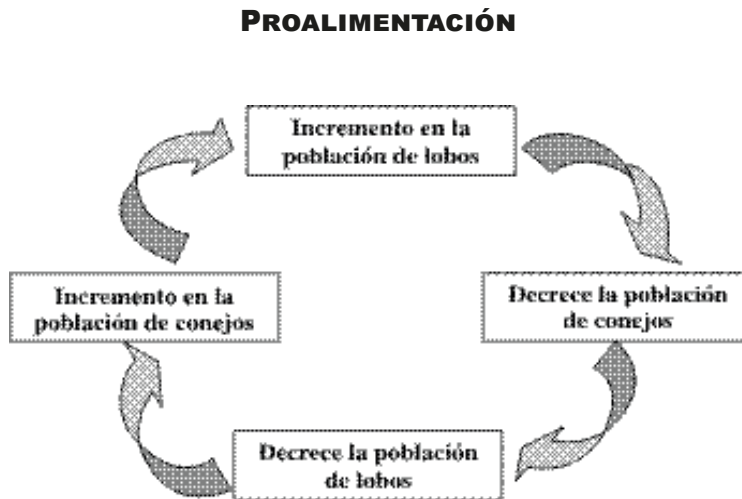 PROALIMENTACIÓN
Incremento en la
población de lobos
Incremento en la
población de conejos
Decrece la población
de conejos
Decrece la población
de lobos